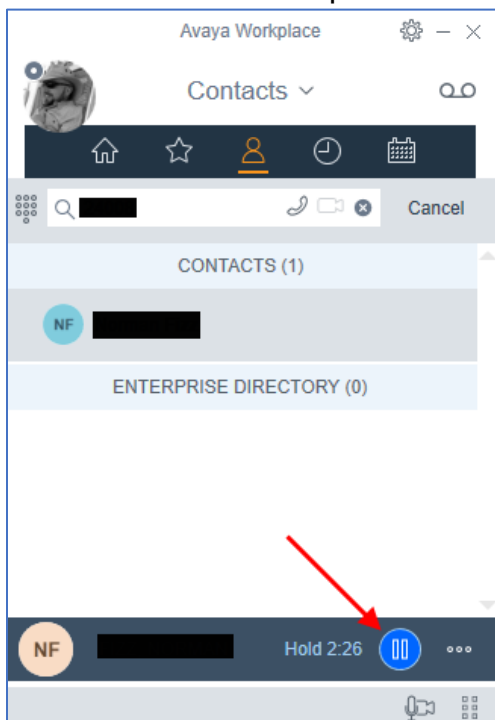 Avaya Workplace
Contacts
Cancel
CONTACTS (1)
NF
ENTERPRISE DIRECTORY (0)
NF
Hold 2:26